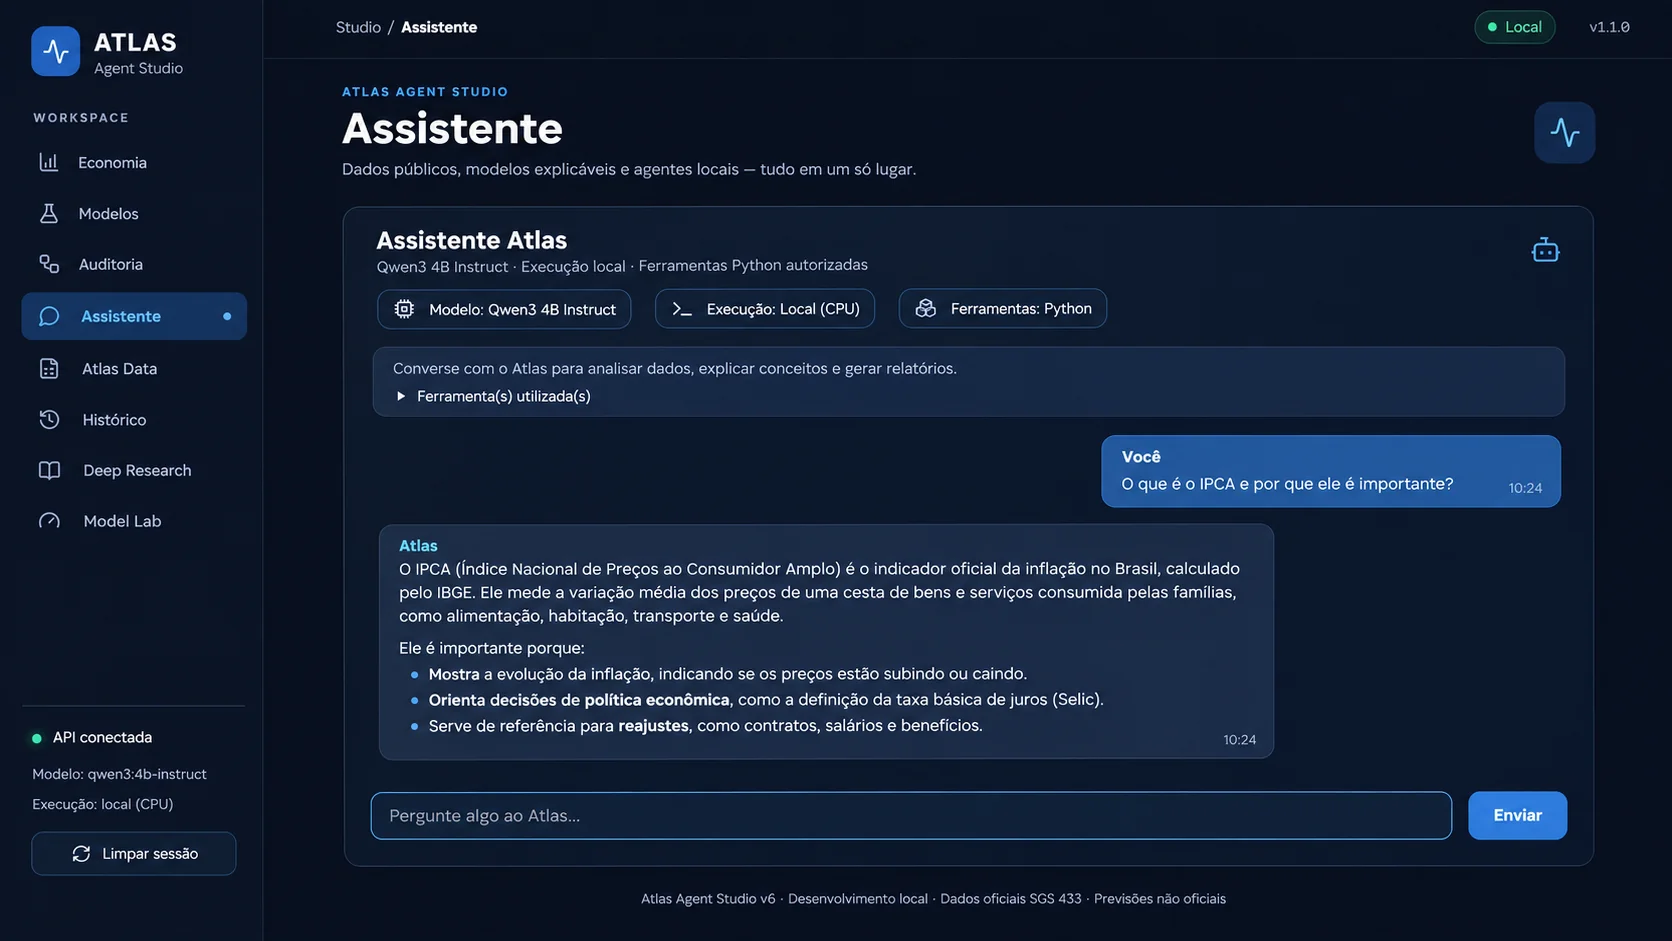 ATLAS
Agent Studio
WORKSPACE
Economia
Modelos
Auditoria
Assistente
Atlas Data
Histórico
Deep Research
Model Lab
API conectada
Modelo: qwen3:4b-instruct
Execução: local (CPU)
Limpar sessão
Studio / Assistente
Local
v1.1.0
ATLAS AGENT STUDIO
Assistente
Dados públicos, modelos explicáveis e agentes locais — tudo em um só lugar.
Assistente Atlas
Qwen3 4B Instruct · Execução local · Ferramentas Python autorizadas
Modelo: Qwen3 4B Instruct
Execução: Local (CPU)
Ferramentas: Python
Converse com o Atlas para analisar dados, explicar conceitos e gerar relatórios.
Ferramenta(s) utilizada(s)
Você
O que é o IPCA e por que ele é importante?
10:24
Atlas
O IPCA (Índice Nacional de Preços ao Consumidor Amplo) é o indicador oficial da inflação no Brasil, calculado
pelo IBGE. Ele mede a variação média dos preços de uma cesta de bens e serviços consumida pelas famílias,
como alimentação, habitação, transporte e saúde.
Ele é importante porque:
Mostra a evolução da inflação, indicando se os preços estão subindo ou caindo.
Orienta decisões de política econômica, como a definição da taxa básica de juros (Selic).
Serve de referência para reajustes, como contratos, salários e benefícios.
10:24
Pergunte algo ao Atlas...
Enviar
Atlas Agent Studio v6 · Desenvolvimento local · Dados oficiais SGS 433 · Previsões não oficiais